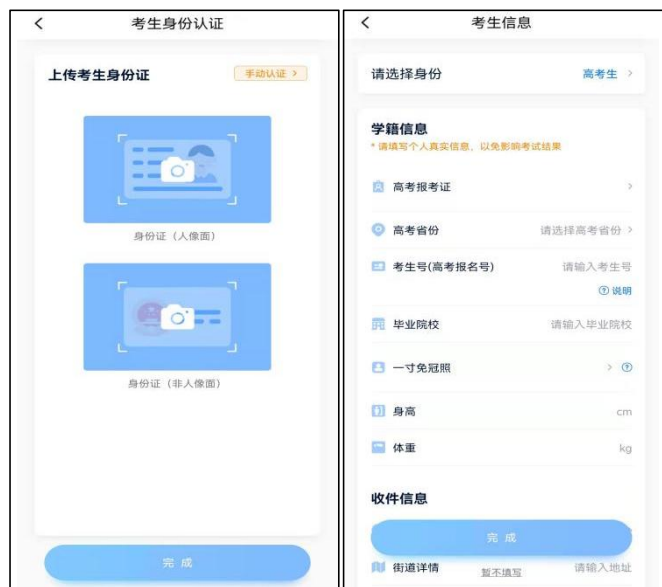 考生身份认证
上传考生身份证
手动认证 >
身份证（人像面）
身份证（非人像面）
完成
考生信息
请选择身份 高考生 >
学籍信息
* 请填写个人真实信息，以免影响考试结果
高考报考证 >
高考省份 请选择高考省份 >
考生号(高考报名号) 请输入考生号
? 说明
毕业院校 请输入毕业院校
一寸免冠照 > ?
身高 cm
体重 kg
收件信息
完成
街道详情 请输入地址
暂不填写